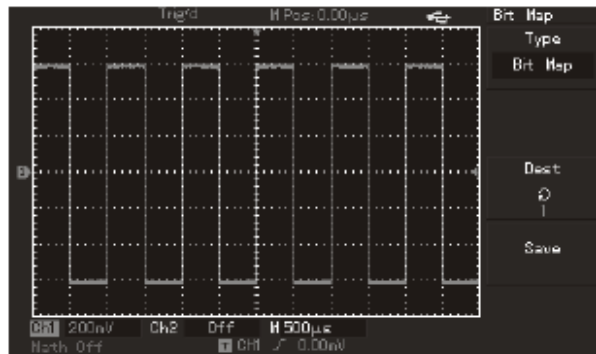 Trig'd M Pos: 0.00μs Bit Map
Type
Bit Map
Dest
Save
CH1 200mV Ch2 Off M 500μs
Math Off T CH1 0.00mV